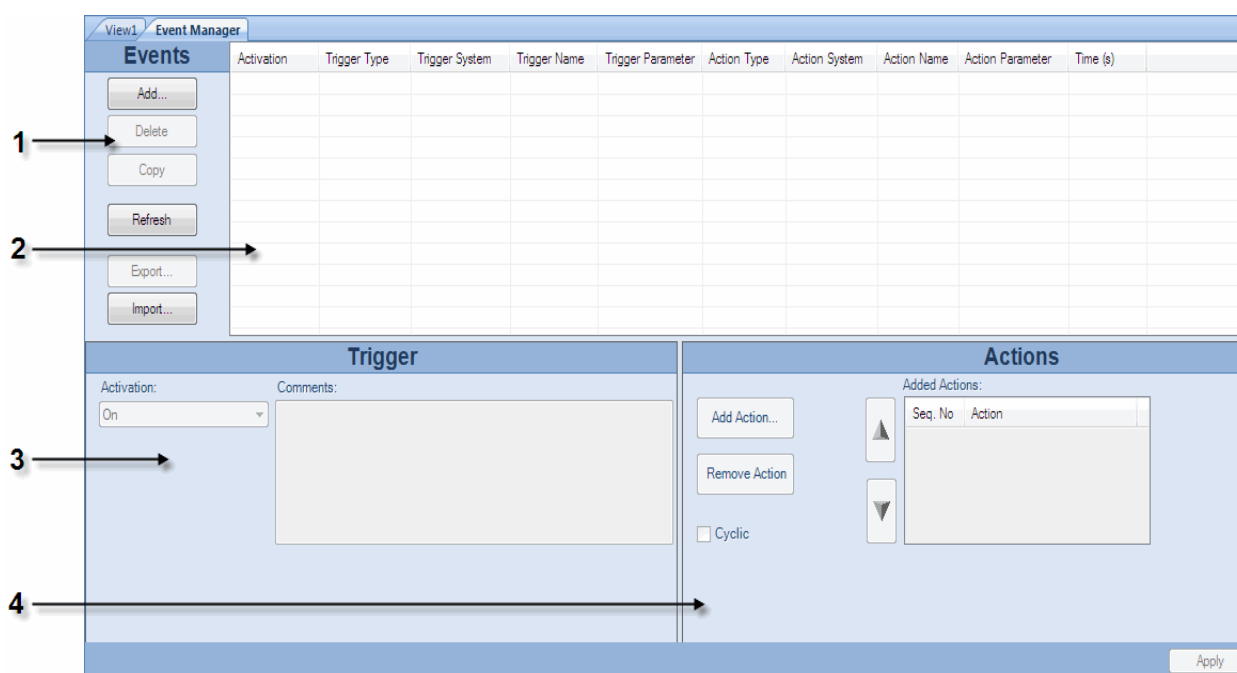 View1 Event Manager
Events
Activation Trigger Type Trigger System Trigger Name Trigger Parameter Action Type Action System Action Name Action Parameter Time (s)
Add...
1
Delete
Copy
Refresh
2
Export...
Import...
Trigger
Activation: Comments:
On
3
Actions
Added Actions:
Add Action...
Seq. No Action
Remove Action
Cyclic
4
Apply